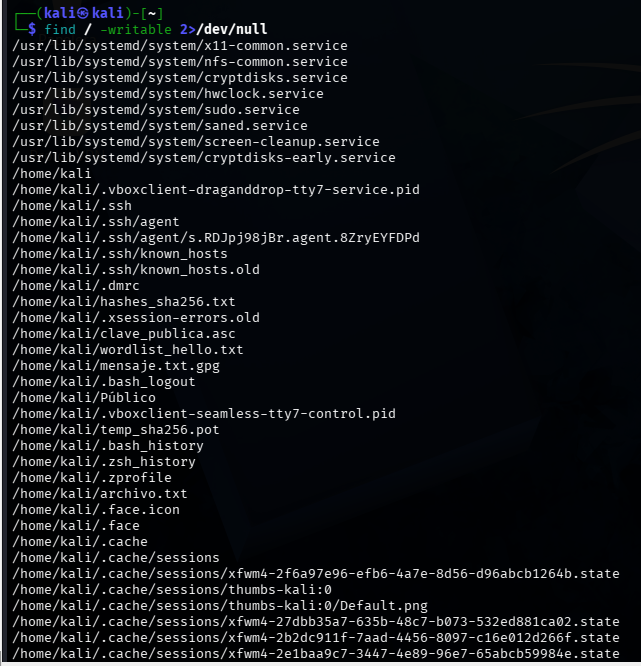 ┌──(kali㉿kali)-[~]
└─$ find / -writable 2>/dev/null
/usr/lib/systemd/system/x11-common.service
/usr/lib/systemd/system/nfs-common.service
/usr/lib/systemd/system/cryptdisks.service
/usr/lib/systemd/system/hwclock.service
/usr/lib/systemd/system/sudo.service
/usr/lib/systemd/system/saned.service
/usr/lib/systemd/system/screen-cleanup.service
/usr/lib/systemd/system/cryptdisks-early.service
/home/kali
/home/kali/.vboxclient-draganddrop-tty7-service.pid
/home/kali/.ssh
/home/kali/.ssh/agent
/home/kali/.ssh/agent/s.RDJpj98jBr.agent.8ZryEYFDPd
/home/kali/.ssh/known_hosts
/home/kali/.ssh/known_hosts.old
/home/kali/.dmrc
/home/kali/hashes_sha256.txt
/home/kali/.xsession-errors.old
/home/kali/clave_publica.asc
/home/kali/wordlist_hello.txt
/home/kali/mensaje.txt.gpg
/home/kali/.bash_logout
/home/kali/Público
/home/kali/.vboxclient-seamless-tty7-control.pid
/home/kali/temp_sha256.pot
/home/kali/.bash_history
/home/kali/.zsh_history
/home/kali/.zprofile
/home/kali/archivo.txt
/home/kali/.face.icon
/home/kali/.face
/home/kali/.cache
/home/kali/.cache/sessions
/home/kali/.cache/sessions/xfwm4-2f6a97e96-efb6-4a7e-8d56-d96abcb1264b.state
/home/kali/.cache/sessions/thumbs-kali:0
/home/kali/.cache/sessions/thumbs-kali:0/Default.png
/home/kali/.cache/sessions/xfwm4-27dbb35a7-635b-48c7-b073-532ed881ca02.state
/home/kali/.cache/sessions/xfwm4-2b2dc911f-7aad-4456-8097-c16e012d266f.state
/home/kali/.cache/sessions/xfwm4-2e1baa9c7-3447-4e89-96e7-65abcb59984e.state